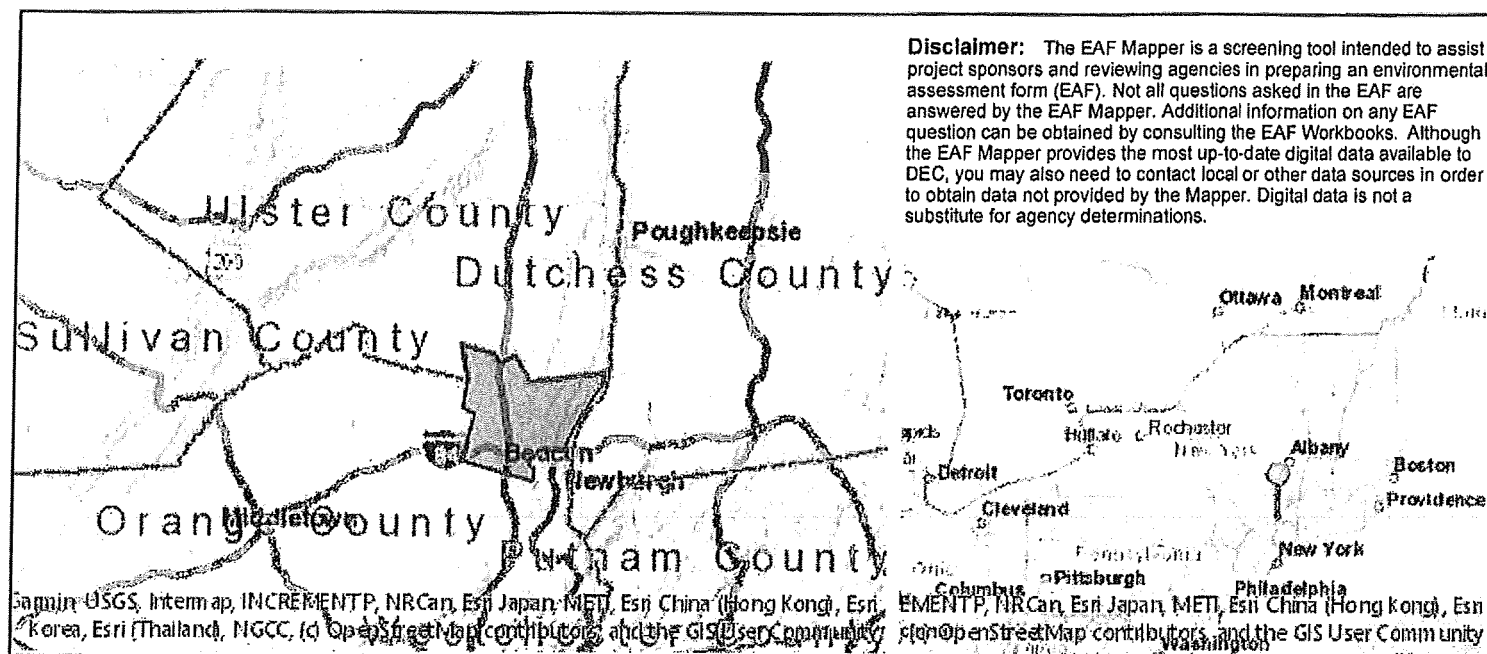 Disclaimer: The EAF Mapper is a screening tool intended to assist
project sponsors and reviewing agencies in preparing an environmental
assessment form (EAF). Not all questions asked in the EAF are
answered by the EAF Mapper. Additional information on any EAF
question can be obtained by consulting the EAF Workbooks. Although
the EAF Mapper provides the most up-to-date digital data available to
DEC, you may also need to contact local or other data sources in order
to obtain data not provided by the Mapper. Digital data is not a
substitute for agency determinations.
Ulster County
Poughkeepsie
Dutchess County
Sullivan County
Beacon
Newburgh
Orange County
Middletown
Putnam County
Garmin, USGS, Intermap, INCREMENT P, NRCan, Esri Japan, METI, Esri China (Hong Kong), Esri
Korea, Esri (Thailand), NGCC, (c) OpenStreetMap contributors, and the GIS User Community
Ottawa
Montreal
Toronto
Buffalo
Rochester
New York
Albany
Detroit
Boston
Providence
Cleveland
Pennsylvania
New York
Columbus
Pittsburgh
Philadelphia
EMENT P, NRCan, Esri Japan, METI, Esri China (Hong Kong), Esri
(c) OpenStreetMap contributors, and the GIS User Community
Washington